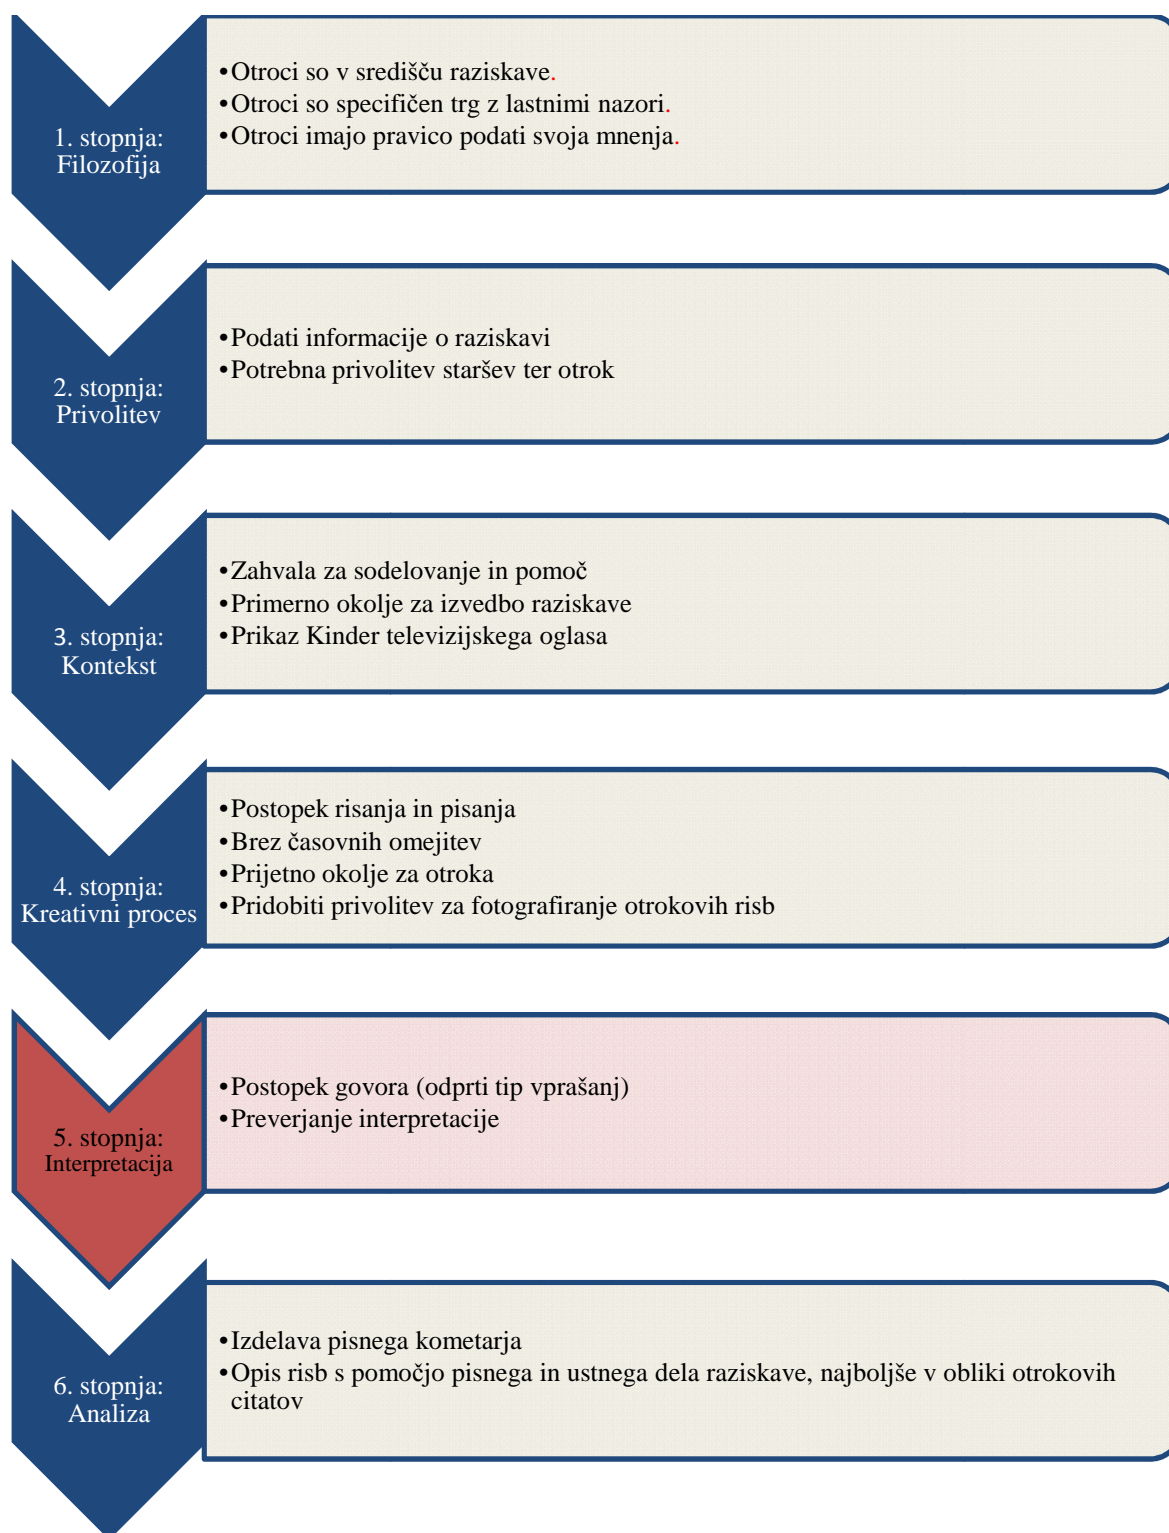 1. stopnja:
Filozofija
•Otroci so v središču raziskave.
•Otroci so specifičen trg z lastnimi nazori.
•Otroci imajo pravico podati svoja mnenja.
2. stopnja:
Privolitev
•Podati informacije o raziskavi
•Potrebna privolitev staršev ter otrok
3. stopnja:
Kontekst
•Zahvala za sodelovanje in pomoč
•Primerno okolje za izvedbo raziskave
•Prikaz Kinder televizijskega oglasa
4. stopnja:
Kreativni proces
•Postopek risanja in pisanja
•Brez časovnih omejitev
•Prijetno okolje za otroka
•Pridobiti privolitev za fotografiranje otrokovih risb
5. stopnja:
Interpretacija
•Postopek govora (odprti tip vprašanj)
•Preverjanje interpretacije
6. stopnja:
Analiza
•Izdelava pisnega kometarja
•Opis risb s pomočjo pisnega in ustnega dela raziskave, najboljše v obliki otrokovih
citatov